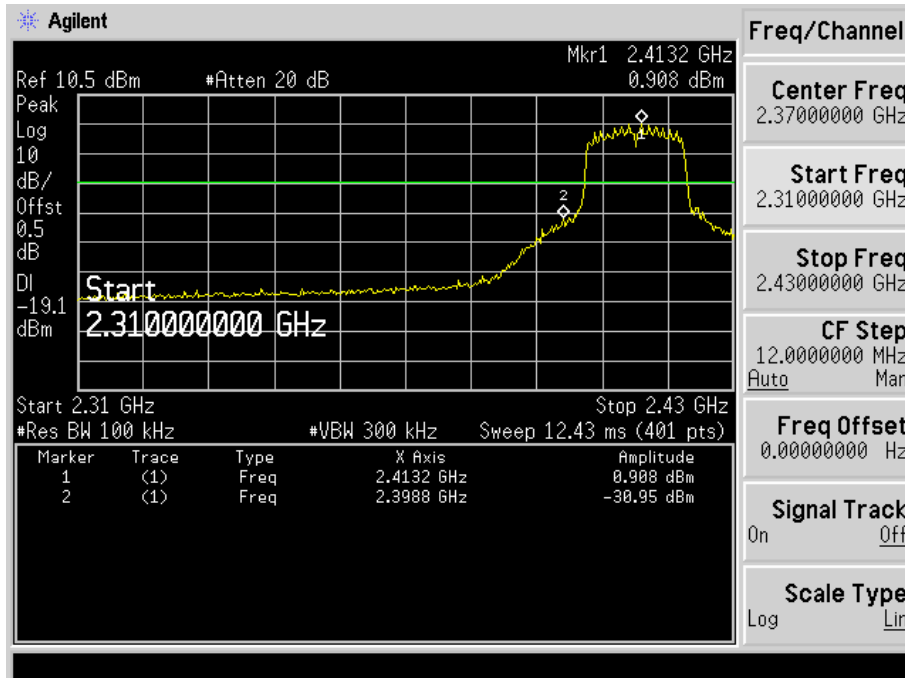 Agilent
Freq/Channel
Mkr1 2.4132 GHz
Ref 10.5 dBm #Atten 20 dB 0.908 dBm
Peak
Log
10
dB/
Offst
0.5
dB
DI
-19.1
dBm
1
2
Start
2.310000000 GHz
Start 2.31 GHz Stop 2.43 GHz
#Res BW 100 kHz #VBW 300 kHz Sweep 12.43 ms (401 pts)
Marker Trace Type X Axis Amplitude
1 (1) Freq 2.4132 GHz 0.908 dBm
2 (1) Freq 2.3988 GHz -30.95 dBm
Center Freq
2.37000000 GHz
Start Freq
2.31000000 GHz
Stop Freq
2.43000000 GHz
CF Step
12.0000000 MHz
Auto Man
Freq Offset
0.00000000 Hz
Signal Track
On Off
Scale Type
Log Lin